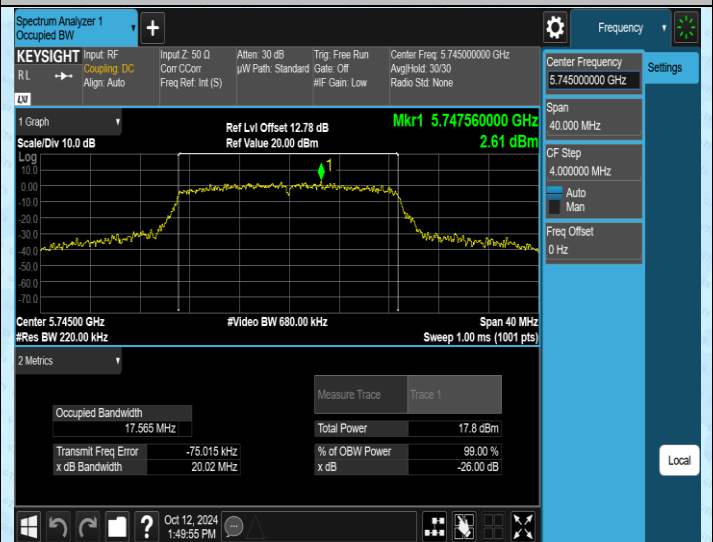 Spectrum Analyzer 1
Occupied BW
Frequency
KEYSIGHT
RL
LXI
Input: RF
Coupling: DC
Align: Auto
Input Z: 50 Ω
Corr CCorr
Freq Ref: Int (S)
Atten: 30 dB
µW Path: Standard
Trig: Free Run
Gate: Off
#IF Gain: Low
Center Freq: 5.745000000 GHz
Avg|Hold: 30/30
Radio Std: None
Center Frequency
5.745000000 GHz
Settings
Span
40.000 MHz
CF Step
4.000000 MHz
Auto
Man
Freq Offset
0 Hz
Local
1 Graph
Scale/Div 10.0 dB
Ref Lvl Offset 12.78 dB
Ref Value 20.00 dBm
Mkr1 5.747560000 GHz
2.61 dBm
Log
10.0
0.00
-10.0
-20.0
-30.0
-40.0
-50.0
-60.0
-70.0
1
Center 5.74500 GHz
#Video BW 680.00 kHz
Span 40 MHz
#Res BW 220.00 kHz
Sweep 1.00 ms (1001 pts)
2 Metrics
Measure Trace
Trace 1
Occupied Bandwidth
17.565 MHz
Total Power
17.8 dBm
Transmit Freq Error
-75.015 kHz
% of OBW Power
99.00 %
x dB Bandwidth
20.02 MHz
x dB
-26.00 dB
Oct 12, 2024
1:49:55 PM